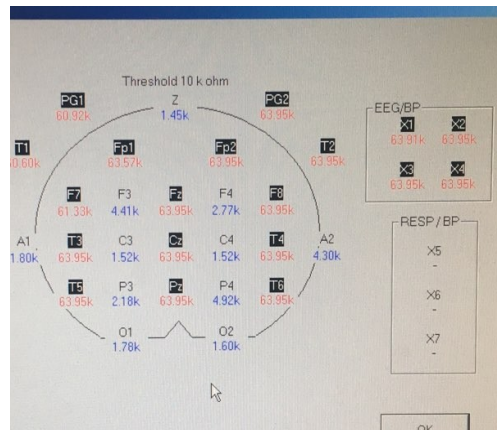 Threshold 10 k ohm
PG1 Z PG2
60.92k 1.45k 63.95k
EEG/BP
X1 X2
63.91k 63.95k
X3 X4
63.95k 63.95k
T1 Fp1 Fp2 T2
63.57k 63.95k 63.95k
F7 F3 Fz F4 F8
61.33k 4.41k 63.95k 2.77k 63.95k
RESP / BP
X5
-
X6
-
X7
-
A1 T3 C3 Cz C4 T4 A2
1.80k 63.95k 1.52k 63.95k 1.52k 63.95k 4.30k
T5 P3 Pz P4 T6
63.95k 2.18k 63.95k 4.92k 63.95k
O1 O2
1.78k 1.60k
OK